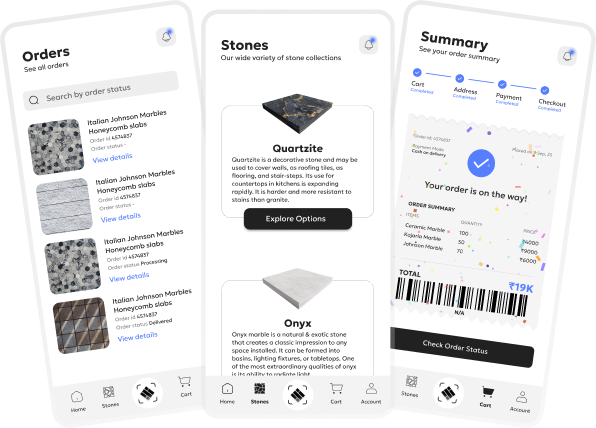 Orders
See all orders
Search by order status
Italian Johnson Marbles
Honeycomb slabs
Order id 4574837
Order status -
View details
Italian Johnson Marbles
Honeycomb slabs
Order id 4574837
Order status -
View details
Italian Johnson Marbles
Honeycomb slabs
Order id 4574837
Order status Processing
View details
Italian Johnson Marbles
Honeycomb slabs
Order id 4574837
Order status Delivered
View details
Home
Stones
Cart
Stones
Our wide variety of stone collections
Quartzite
Quartzite is a decorative stone and may be
used to cover walls, as roofing tiles, as
flooring, and stair-steps. Its use for
countertops in kitchens is expanding
rapidly. It is harder and more resistant to
stains than granite.
Explore Options
Onyx
Onyx marble is a natural & exotic stone
that creates a classic impression to any
space installed. It can be formed into
basins, lighting fixtures, or tabletops. One
of the most extraordinary qualities of onyx
is its ability to radiate light.
Home
Stones
Cart
Account
Summary
See your order summary
Cart
Completed
Address
Completed
Payment
Completed
Checkout
Completed
Order id: 4574837
Payment Mode
Cash on delivery
Placed on Sep, 23
Your order is on the way!
ORDER SUMMARY
ITEMS
QUANTITY
PRICE
Ceramic Marble
100
₹4000
Rajaria Marble
50
₹9000
Johnson Marble
70
₹6000
TOTAL
₹19K
N/A
Check Order Status
Stones
Cart
Account